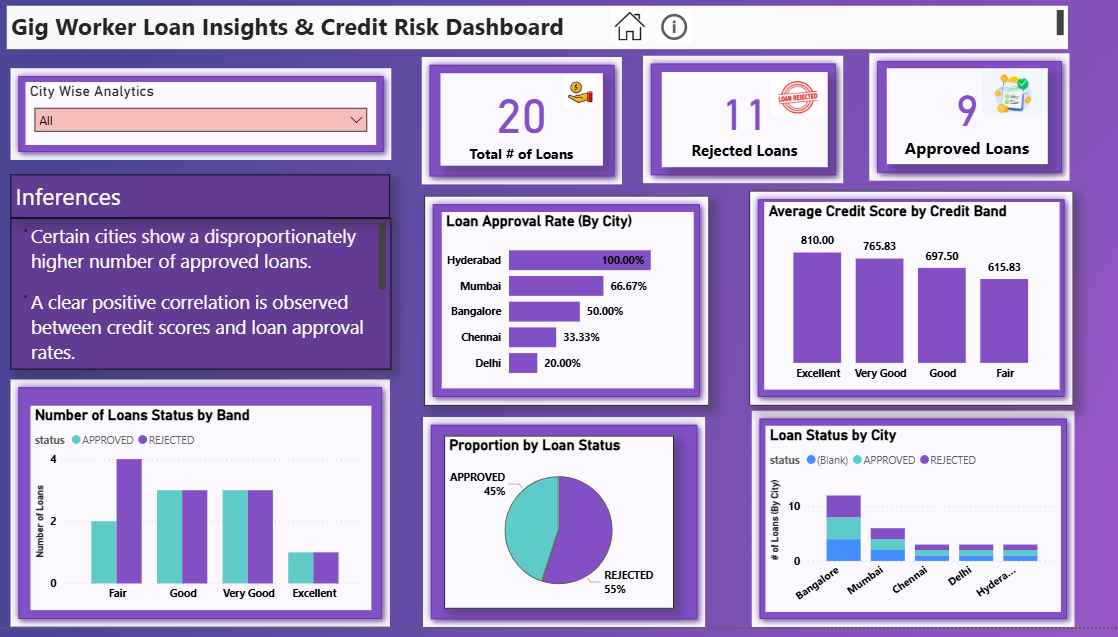 Gig Worker Loan Insights & Credit Risk Dashboard
City Wise Analytics
All
20
Total # of Loans
11
LOAN REJECTED
Rejected Loans
9
Approved Loans
Inferences
Certain cities show a disproportionately
higher number of approved loans.
A clear positive correlation is observed
between credit scores and loan approval
rates.
Loan Approval Rate (By City)
Hyderabad 100.00%
Mumbai 66.67%
Bangalore 50.00%
Chennai 33.33%
Delhi 20.00%
Average Credit Score by Credit Band
810.00 765.83 697.50 615.83
Excellent Very Good Good Fair
Number of Loans Status by Band
status APPROVED REJECTED
Number of Loans
4
2
0
Fair Good Very Good Excellent
Proportion by Loan Status
APPROVED
45%
REJECTED
55%
Loan Status by City
status (Blank) APPROVED REJECTED
# of Loans (By City)
10
0
Bangalore Mumbai Chennai Delhi Hydera...